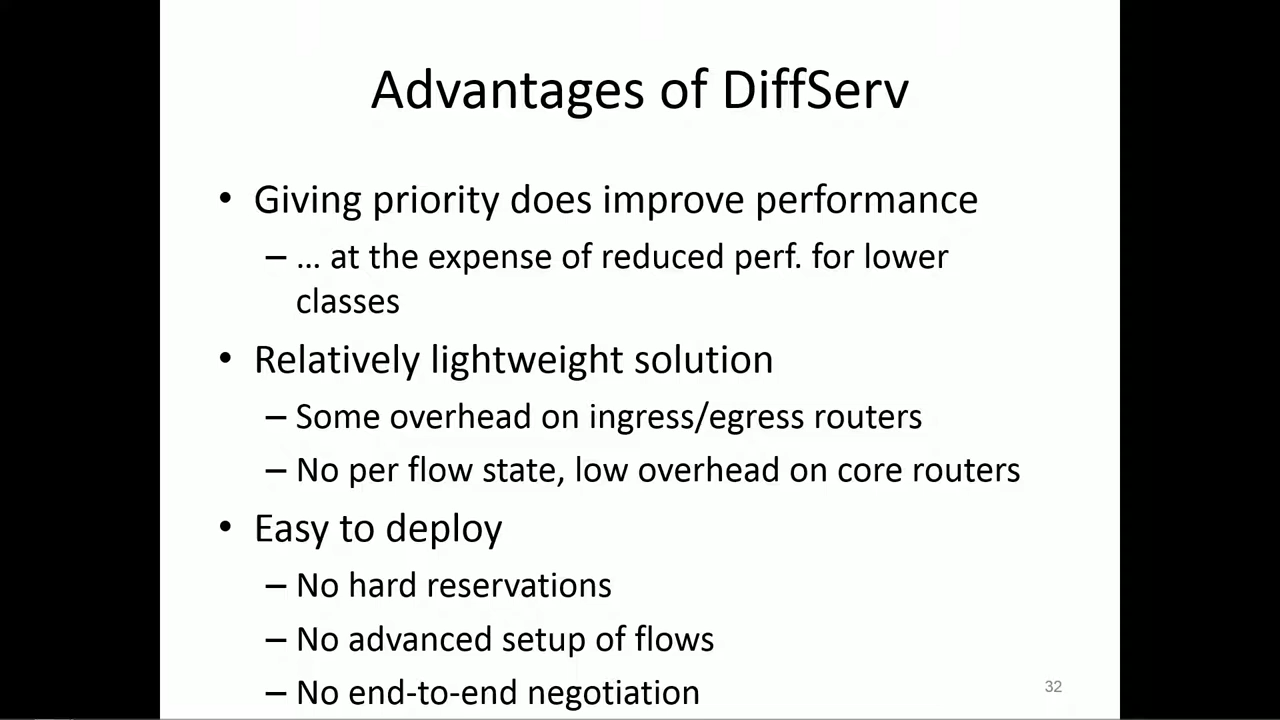 Advantages of DiffServ
• Giving priority does improve performance
– … at the expense of reduced perf. for lower
classes
• Relatively lightweight solution
– Some overhead on ingress/egress routers
– No per flow state, low overhead on core routers
• Easy to deploy
– No hard reservations
– No advanced setup of flows
– No end-to-end negotiation
32